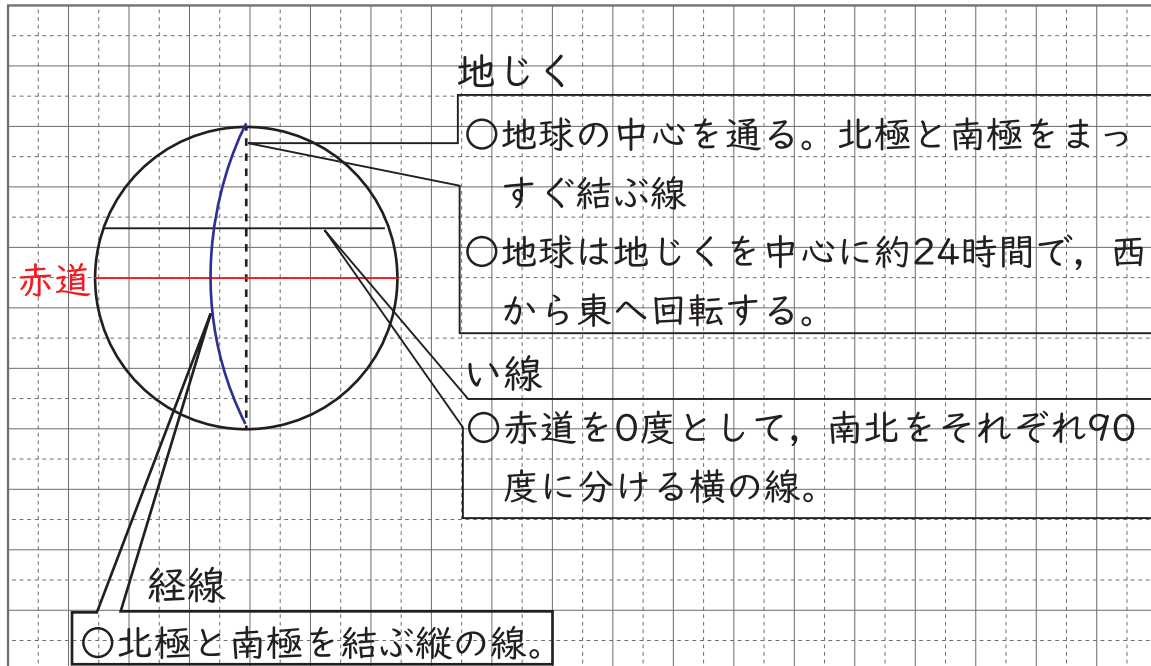 地じく
○地球の中心を通る。北極と南極をまっ
すぐ結ぶ線
○地球は地じくを中心に約24時間で，西
から東へ回転する。
赤道
い線
○赤道を0度として，南北をそれぞれ90
度に分ける横の線。
経線
○北極と南極を結ぶ縦の線。